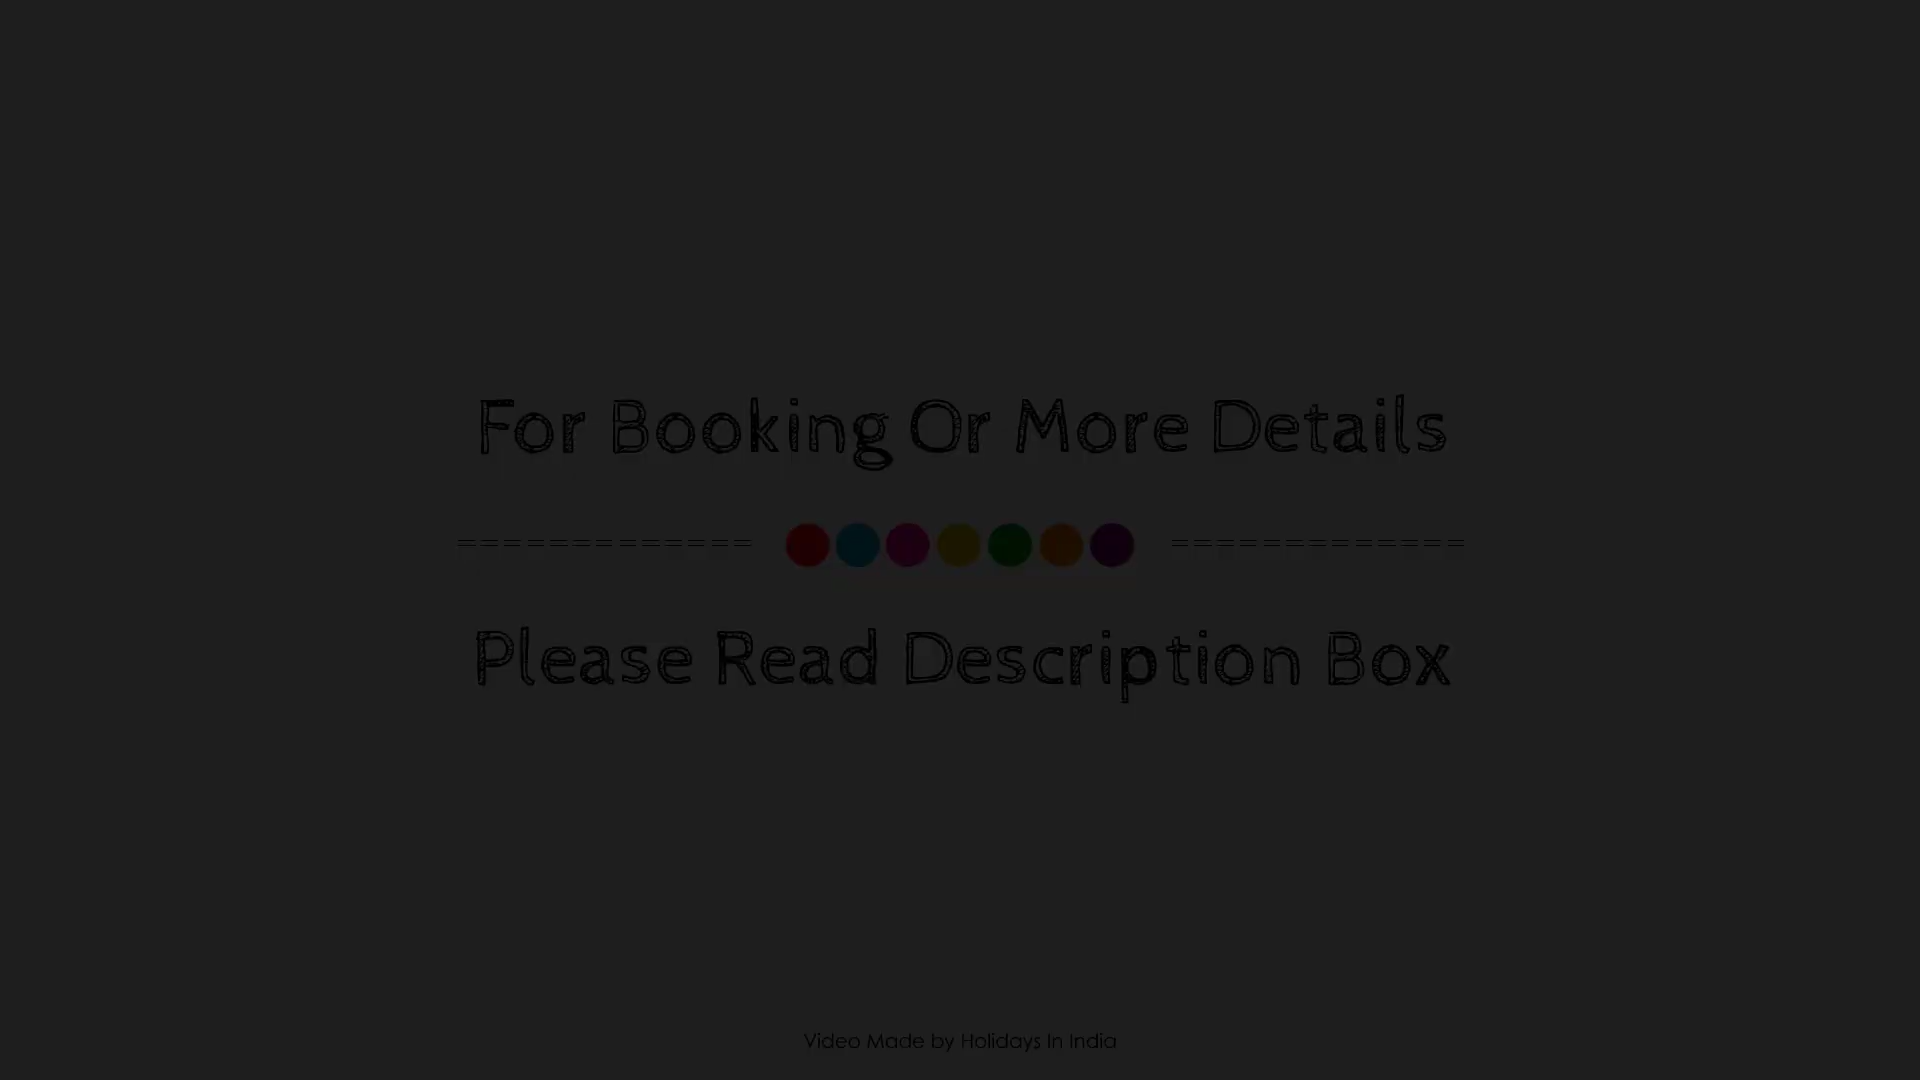 For Booking Or More Details
============= =============
Please Read Description Box
Video Made by Holidays In India